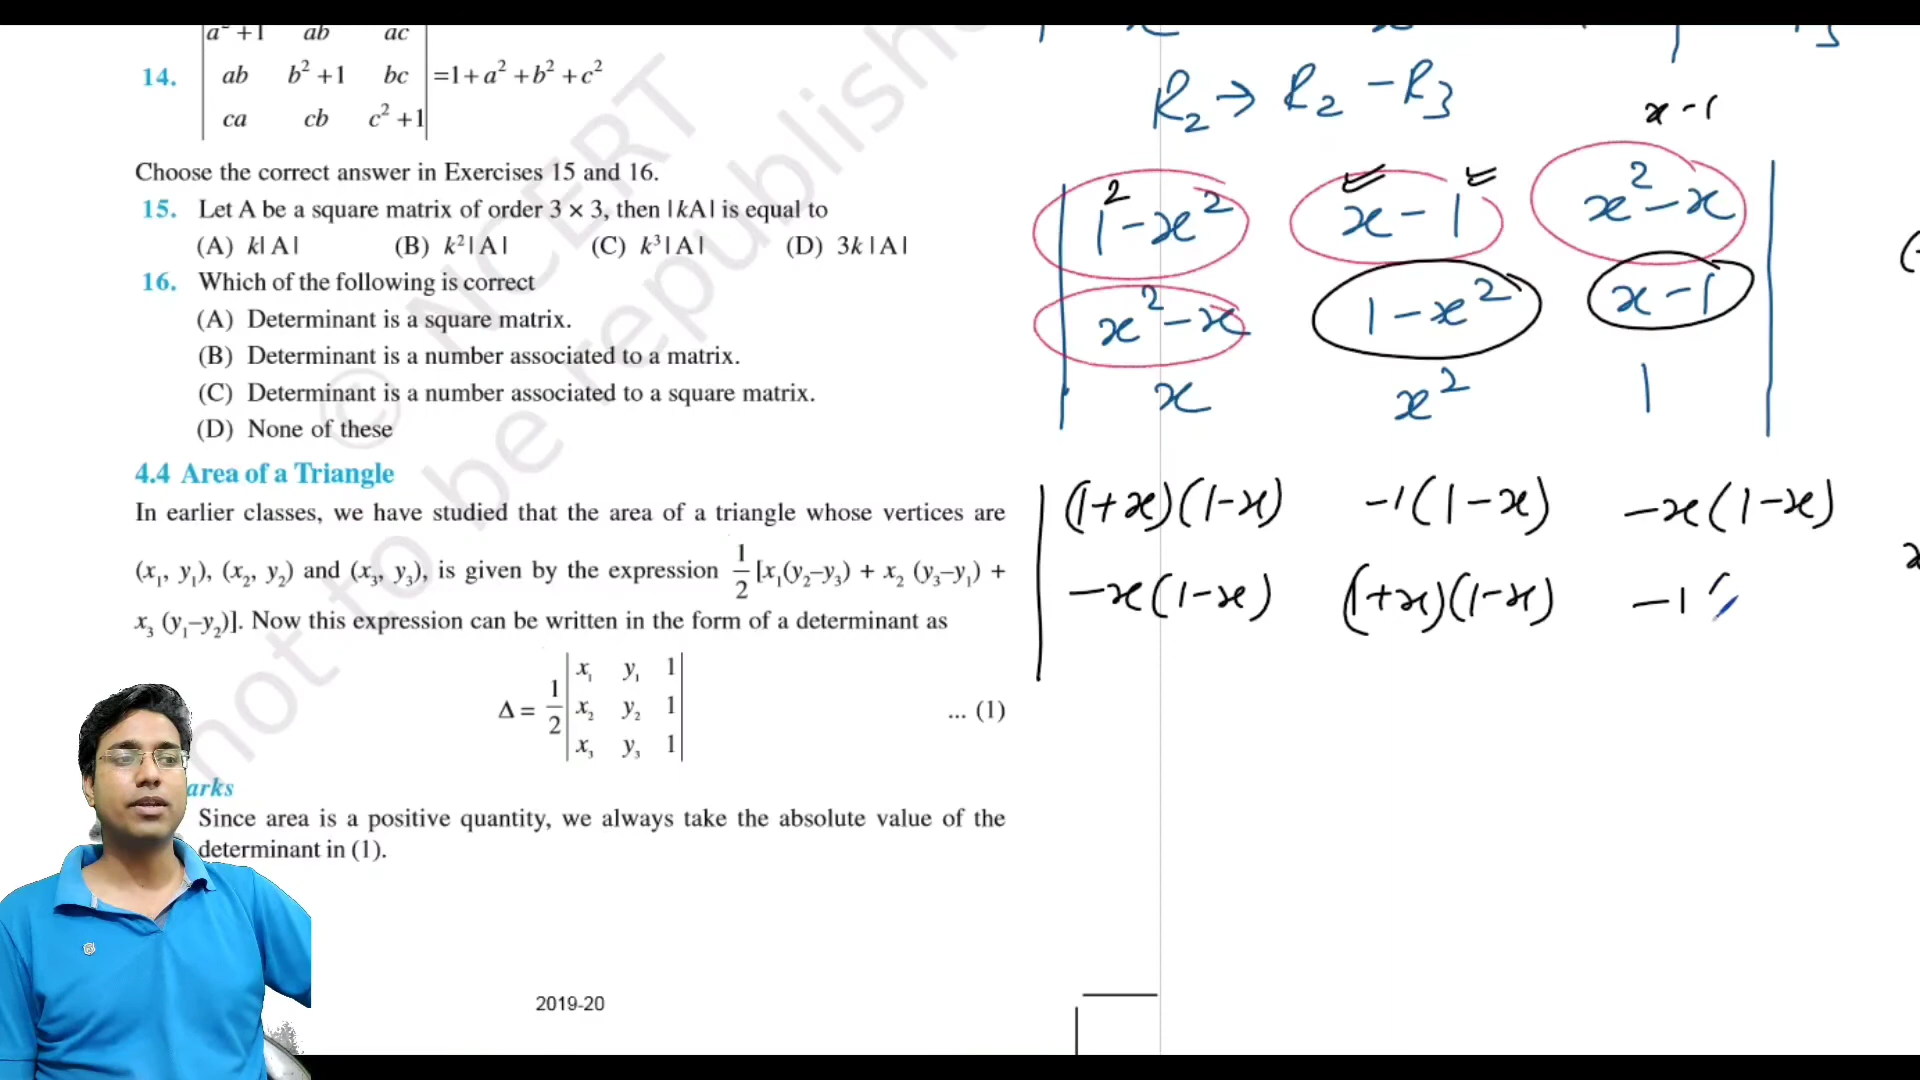 a² +1 ab ac
14. ab b² +1 bc =1+a² +b² +c²
ca cb c² +1
Choose the correct answer in Exercises 15 and 16.
15. Let A be a square matrix of order 3 × 3, then |kA| is equal to
(A) k| A| (B) k² | A | (C) k³ | A | (D) 3k | A |
16. Which of the following is correct
(A) Determinant is a square matrix.
(B) Determinant is a number associated to a matrix.
(C) Determinant is a number associated to a square matrix.
(D) None of these
4.4 Area of a Triangle
In earlier classes, we have studied that the area of a triangle whose vertices are
(x₁, y₁), (x₂, y₂) and (x₃, y₃), is given by the expression 1/2 [x₁(y₂–y₃) + x₂ (y₃–y₁) +
x₃ (y₁–y₂)]. Now this expression can be written in the form of a determinant as
Δ = 1/2 | x₁ y₁ 1 |
| x₂ y₂ 1 | ... (1)
| x₃ y₃ 1 |
arks
Since area is a positive quantity, we always take the absolute value of the
determinant in (1).
2019-20
© NCERT
not to be republishe
R₂ → R₂ – R₃
x – 1
| 1² – x² x – 1 x² – x |
| x² – x 1 – x² x – 1 |
| x x² 1 |
| (1+x)(1–x) –1(1–x) –x(1–x)
| –x(1–x) (1+x)(1–x) –1(